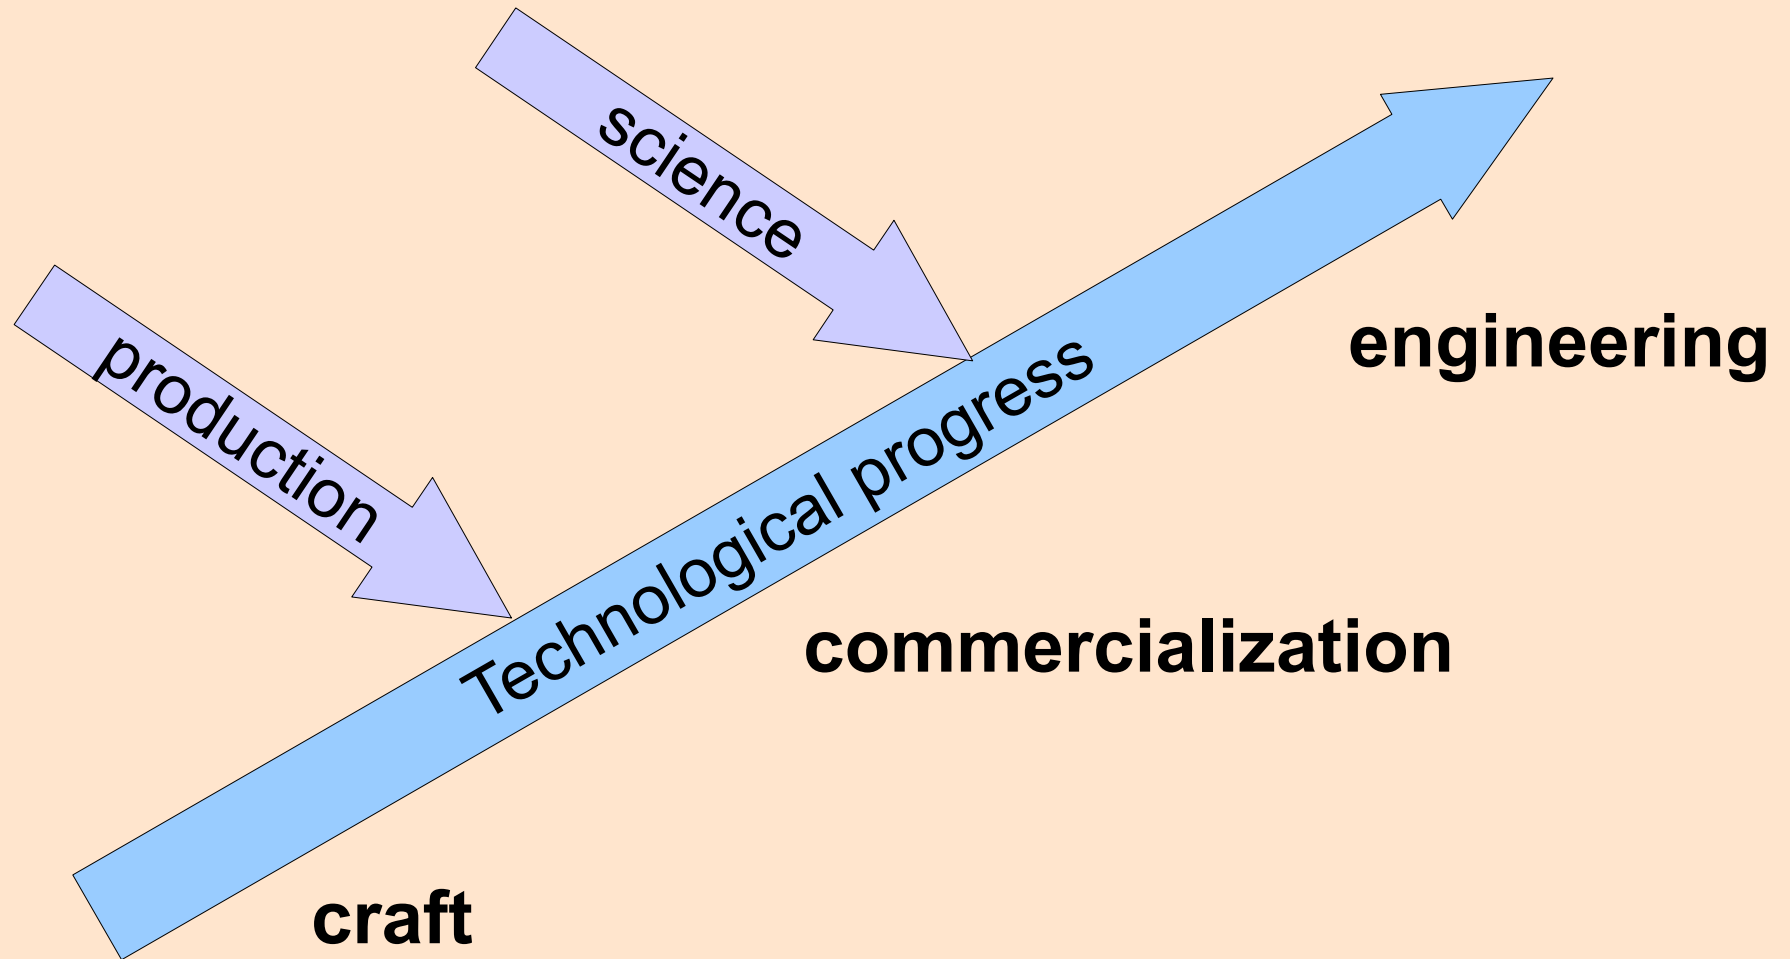 science
production
Technological progress
engineering
commercialization
craft